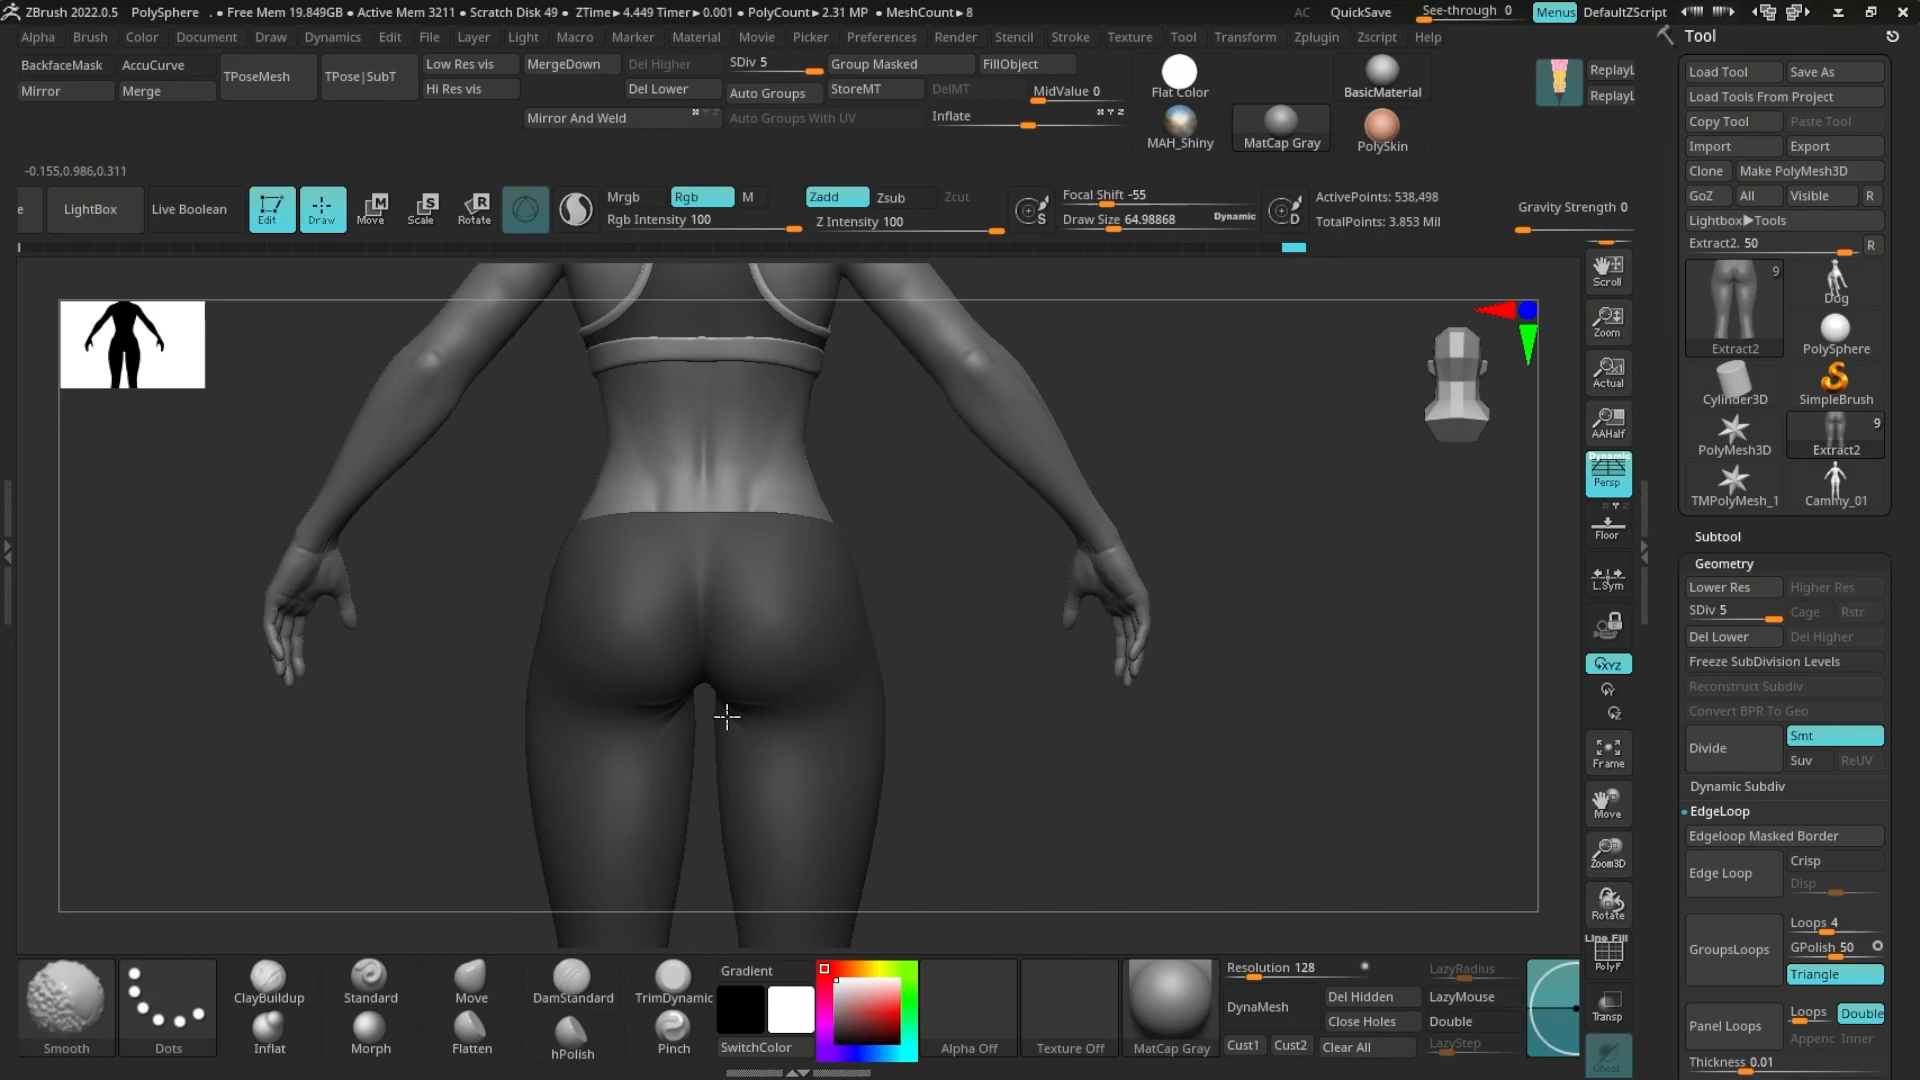 ZBrush 2022.0.5 PolySphere . • Free Mem 19.849GB • Active Mem 3211 • Scratch Disk 49 • ZTime▶4.449 Timer▶0.001 • PolyCount▶2.31 MP • MeshCount▶8 AC QuickSave See-through 0 Menus DefaultZScript
Alpha Brush Color Document Draw Dynamics Edit File Layer Light Macro Marker Material Movie Picker Preferences Render Stencil Stroke Texture Tool Transform Zplugin Zscript Help
BackfaceMask AccuCurve TPoseMesh TPose|SubT Low Res vis MergeDown Del Higher SDiv 5 Group Masked FillObject
Mirror Merge Hi Res vis Del Lower Auto Groups StoreMT DelMT MidValue 0
Mirror And Weld Auto Groups With UV Inflate
Flat Color BasicMaterial ReplayL
ReplayL
MAH_Shiny MatCap Gray PolySkin
-0.155,0.986,0.311
e LightBox Live Boolean Edit Draw Move Scale Rotate Mrgb Rgb M Zadd Zsub Zcut Focal Shift -55 ActivePoints: 538,498 Gravity Strength 0
Rgb Intensity 100 Z Intensity 100 Draw Size 64.98868 Dynamic TotalPoints: 3.853 Mil
S D
Scroll
Zoom
Actual
AAHalf
Dynamic
Persp
Floor
L.Sym
XYZ
Frame
Move
Zoom3D
Rotate
Line Fill
PolyF
Transp
Ghost
Tool
Load Tool Save As
Load Tools From Project
Copy Tool Paste Tool
Import Export
Clone Make PolyMesh3D
GoZ All Visible R
Lightbox▶Tools
Extract2. 50 R
9
Dog
Extract2 PolySphere
Cylinder3D SimpleBrush
9
PolyMesh3D Extract2
TMPolyMesh_1 Cammy_01
Subtool
Geometry
Lower Res Higher Res
SDiv 5 Cage Rstr
Del Lower Del Higher
Freeze SubDivision Levels
Reconstruct Subdiv
Convert BPR To Geo
Divide Smt
Suv ReUV
Dynamic Subdiv
EdgeLoop
Edgeloop Masked Border
Edge Loop Crisp
Disp
GroupsLoops Loops 4
GPolish 50
Triangle
Panel Loops Loops Double
Appenc Inner
Thickness 0.01
Smooth Dots ClayBuildup Standard Move DamStandard TrimDynamic
Inflat Morph Flatten hPolish Pinch
Gradient
SwitchColor
Alpha Off Texture Off MatCap Gray
Resolution 128 LazyRadius
DynaMesh Del Hidden LazyMouse
Close Holes Double
Cust1 Cust2 Clear All LazyStep